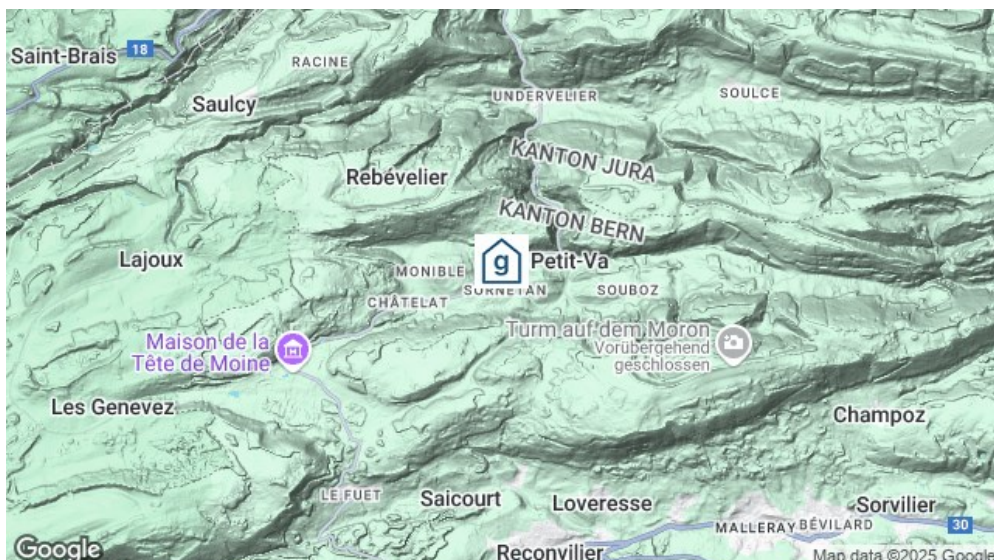 Saint-Brais
18
RACINE
Saulcy
UNDERVELIER
SOULCE
KANTON JURA
Rebévelier
KANTON BERN
Lajoux
MONIBLE
g
Petit-Va
SORNETAN
SOUBOZ
CHÂTELAT
Maison de la
Tête de Moine
Turm auf dem Moron
Vorübergehend
geschlossen
Les Genevez
Champoz
LE FUET
Saicourt
Loveresse
Sorvilier
MALLERAY
BÉVILARD
30
Reconvilier
Google
Map data ©2025 Google